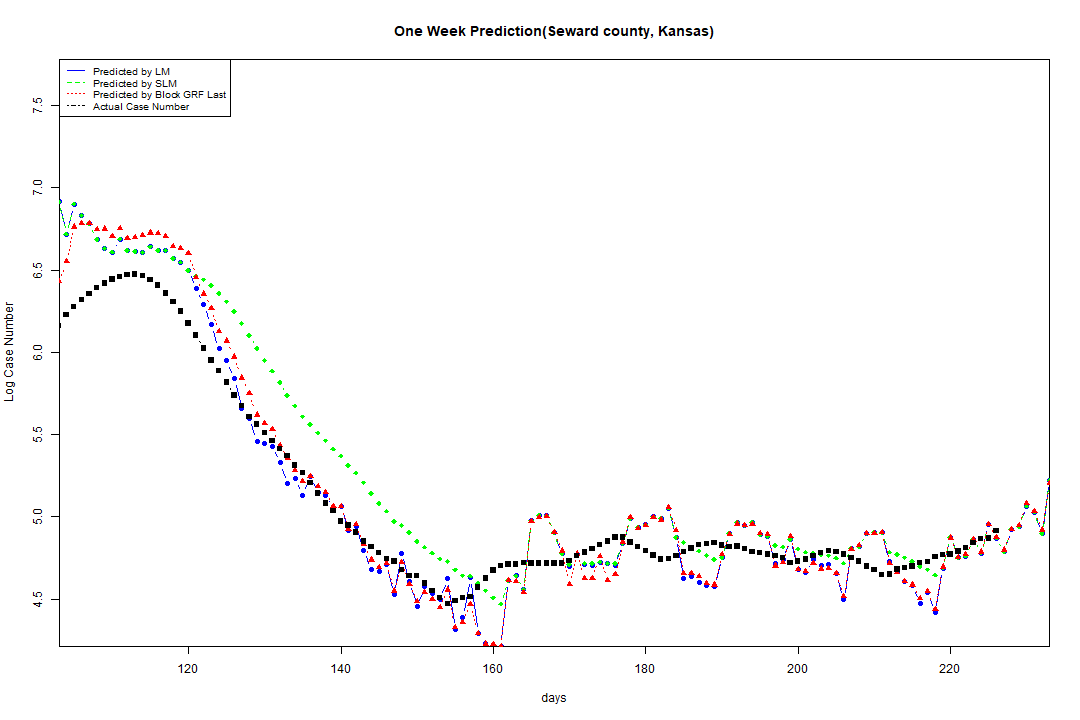 One Week Prediction(Seward county, Kansas)
Predicted by LM
Predicted by SLM
Predicted by Block GRF Last
Actual Case Number
7.5
7.0
6.5
6.0
5.5
5.0
4.5
Log Case Number
120 140 160 180 200 220
days